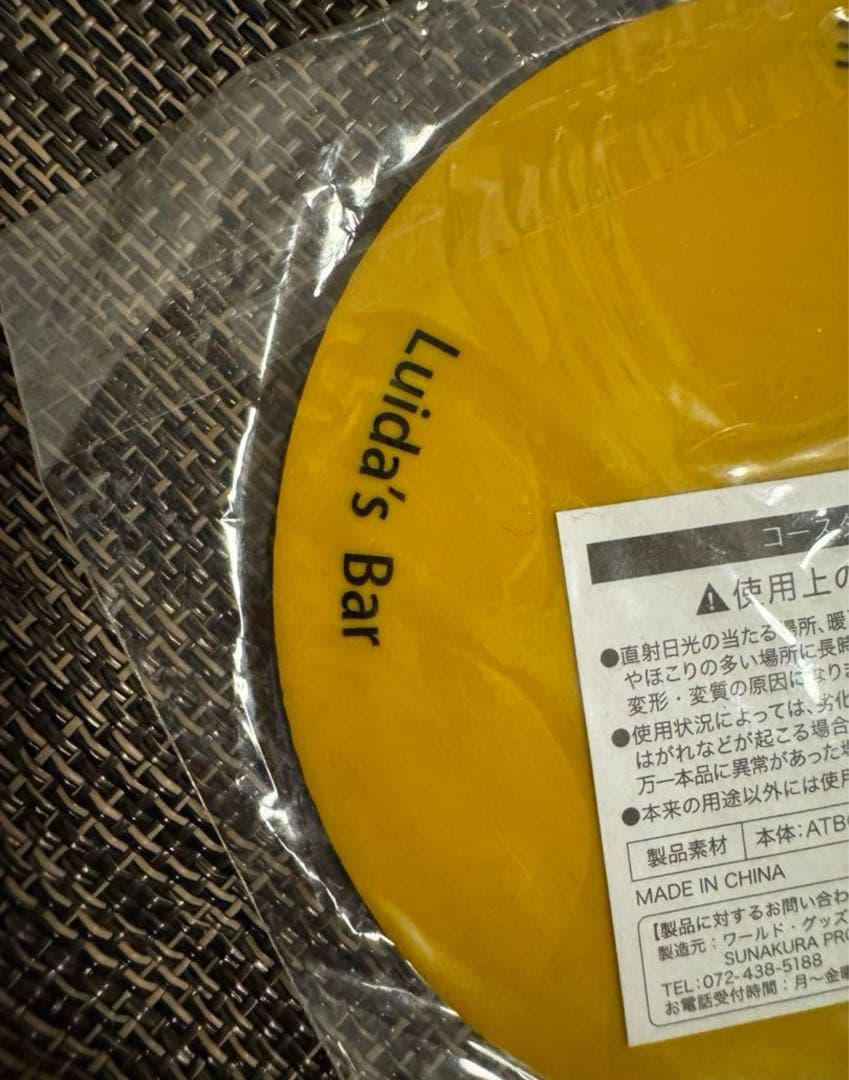 Luida's Bar
コースタ
使用上の
●直射日光の当たる場所、暖
やほこりの多い場所に長時
変形・変質の原因になりま
●使用状況によっては、劣化
はがれなどが起こる場合
万一本品に異常があった場
●本来の用途以外には使用
製品素材 本体:ATB
MADE IN CHINA
【製品に対するお問い合わ
製造元:ワールド・グッズ
SUNAKURA PRO
TEL:072-438-5188
お電話受付時間:月〜金曜